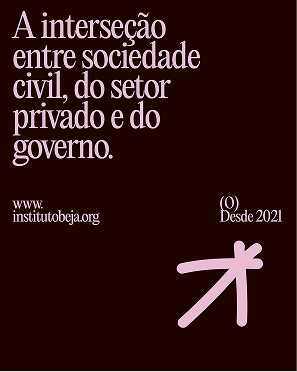 A interseção
entre sociedade
civil, do setor
privado e do
governo.
www.
institutobeja.org
(O)
Desde 2021